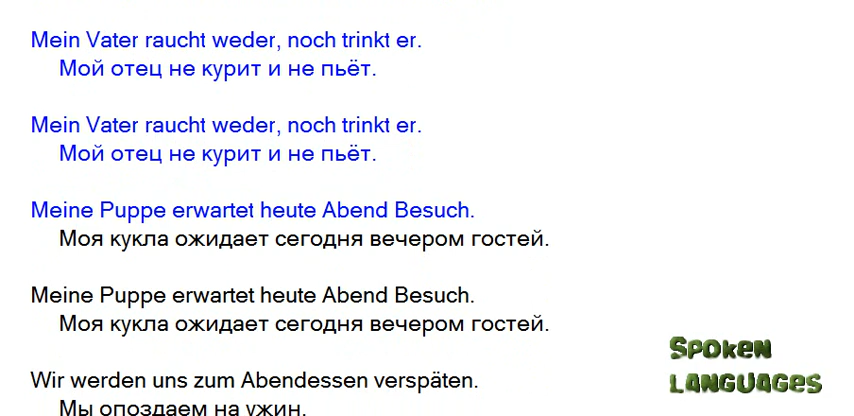 Mein Vater raucht weder, noch trinkt er.
Мой отец не курит и не пьёт.
Mein Vater raucht weder, noch trinkt er.
Мой отец не курит и не пьёт.
Meine Puppe erwartet heute Abend Besuch.
Моя кукла ожидает сегодня вечером гостей.
Meine Puppe erwartet heute Abend Besuch.
Моя кукла ожидает сегодня вечером гостей.
Wir werden uns zum Abendessen verspäten.
Мы опоздаем на ужин.
Spoken
Languages